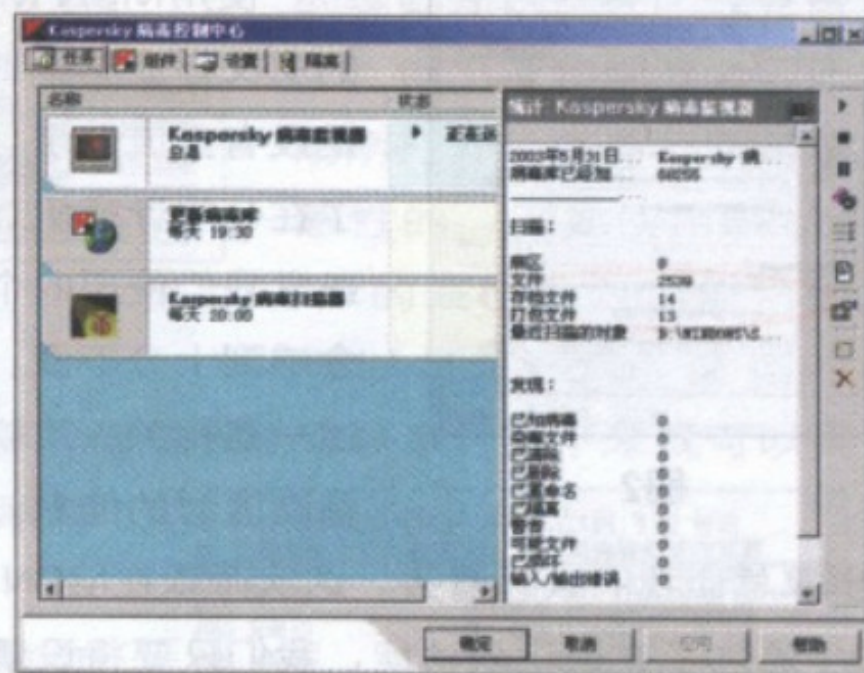 Kaspersky 病毒控制中心
任务 组件 设置 隔离
名称 状态
Kaspersky 病毒监视器 正在运
总是
更新病毒库
每天 19:30
Kaspersky 病毒扫描器
每天 20:00
统计: Kaspersky 病毒监视器
2003年5月31日... Kaspersky 病...
病毒库已经加...
扫描:
扇区 0
文件
存档文件 14
打包文件 13
最近扫描的对象 D:\WINDOWS\S...
发现:
已知病毒 0
染毒文件 0
已清除 0
已删除 0
已重命名 0
已隔离 0
警告 0
可疑文件 0
已损坏 0
输入/输出错误 0
确定 取消 应用 帮助